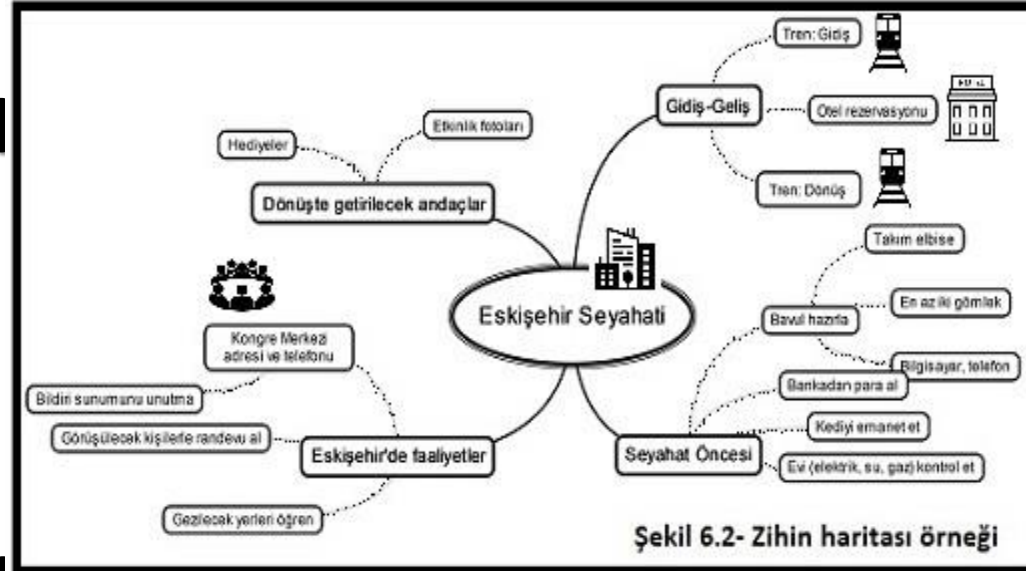 Tren: Gidiş
Gidiş-Geliş
Otel rezervasyonu
Tren: Dönüş
Etkinlik fotoları
Hediyeler
Dönüşte getirilecek andaçlar
Eskişehir Seyahati
Takım elbise
En az iki gömlek
Bavul hazırla
Bilgisayar, telefon
Bankadan para al
Kediyi emanet et
Seyahat Öncesi
Evi (elektrik, su, gaz) kontrol et
Kongre Merkezi
adresi ve telefonu
Bildiri sunumunu unutma
Görüşülecek kişilerle randevu al
Eskişehir'de faaliyetler
Gezilecek yerleri öğren
Şekil 6.2- Zihin haritası örneği